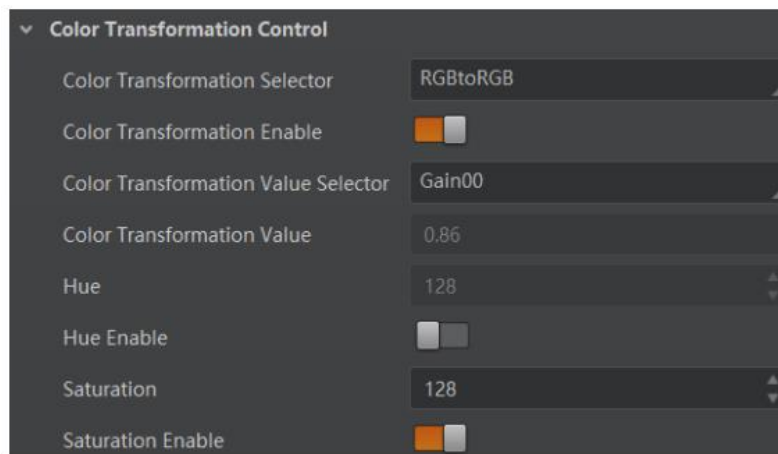 Color Transformation Control
Color Transformation Selector RGBtoRGB
Color Transformation Enable
Color Transformation Value Selector Gain00
Color Transformation Value 0.86
Hue 128
Hue Enable
Saturation 128
Saturation Enable